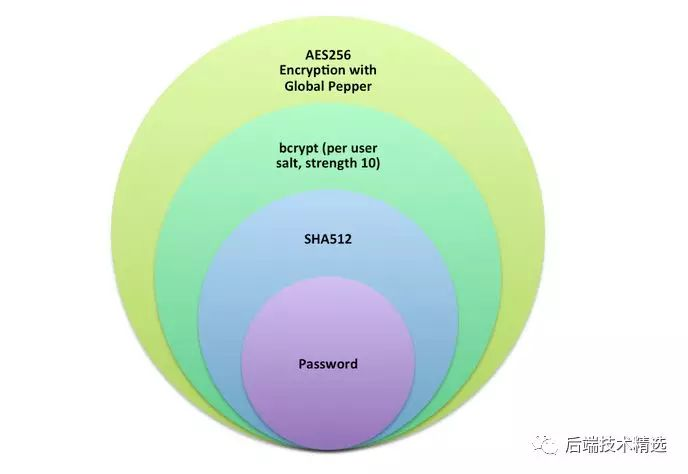 AES256
Encryption with
Global Pepper
bcrypt (per user
salt, strength 10)
SHA512
Password
后端技术精选